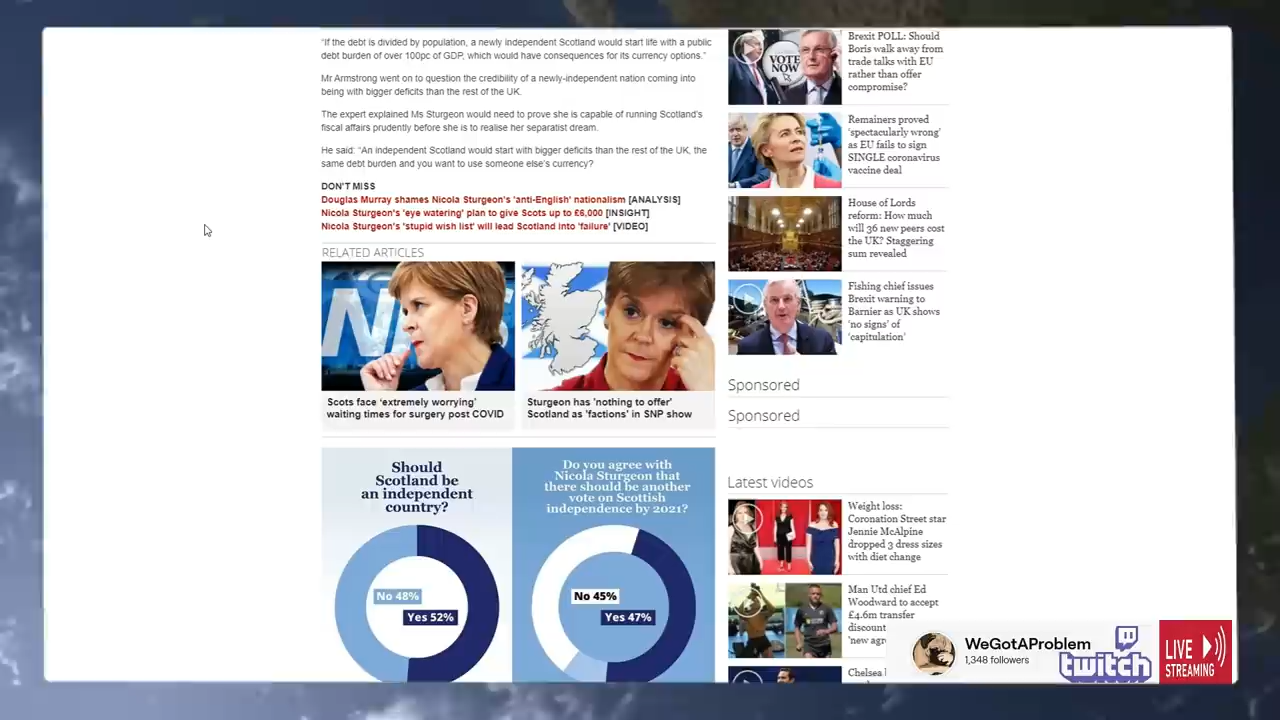 "If the debt is divided by population, a newly independent Scotland would start life with a public
debt burden of over 100pc of GDP, which would have consequences for its currency options."
Mr Armstrong went on to question the credibility of a newly-independent nation coming into
being with bigger deficits than the rest of the UK.
The expert explained Ms Sturgeon would need to prove she is capable of running Scotland's
fiscal affairs prudently before she is to realise her separatist dream.
He said: "An independent Scotland would start with bigger deficits than the rest of the UK, the
same debt burden and you want to use someone else's currency?
DON'T MISS
Douglas Murray shames Nicola Sturgeon's 'anti-English' nationalism [ANALYSIS]
Nicola Sturgeon's 'eye watering' plan to give Scots up to £6,000 [INSIGHT]
Nicola Sturgeon's 'stupid wish list' will lead Scotland into 'failure' [VIDEO]
RELATED ARTICLES
Scots face 'extremely worrying'
waiting times for surgery post COVID
Sturgeon has 'nothing to offer'
Scotland as 'factions' in SNP show
Should
Scotland be
an independent
country?
No 48%
Yes 52%
Do you agree with
Nicola Sturgeon that
there should be another
vote on Scottish
independence by 2021?
No 45%
Yes 47%
VOTE
NOW
Brexit POLL: Should
Boris walk away from
trade talks with EU
rather than offer
compromise?
Remainers proved
'spectacularly wrong'
as EU fails to sign
SINGLE coronavirus
vaccine deal
House of Lords
reform: How much
will 36 new peers cost
the UK? Staggering
sum revealed
Fishing chief issues
Brexit warning to
Barnier as UK shows
'no signs' of
'capitulation'
Sponsored
Sponsored
Latest videos
Weight loss:
Coronation Street star
Jennie McAlpine
dropped 3 dress sizes
with diet change
Man Utd chief Ed
Woodward to accept
£4.6m transfer
discount
'new agr
Chelsea
WeGotAProblem
1,348 followers
twitch
LIVE
STREAMING